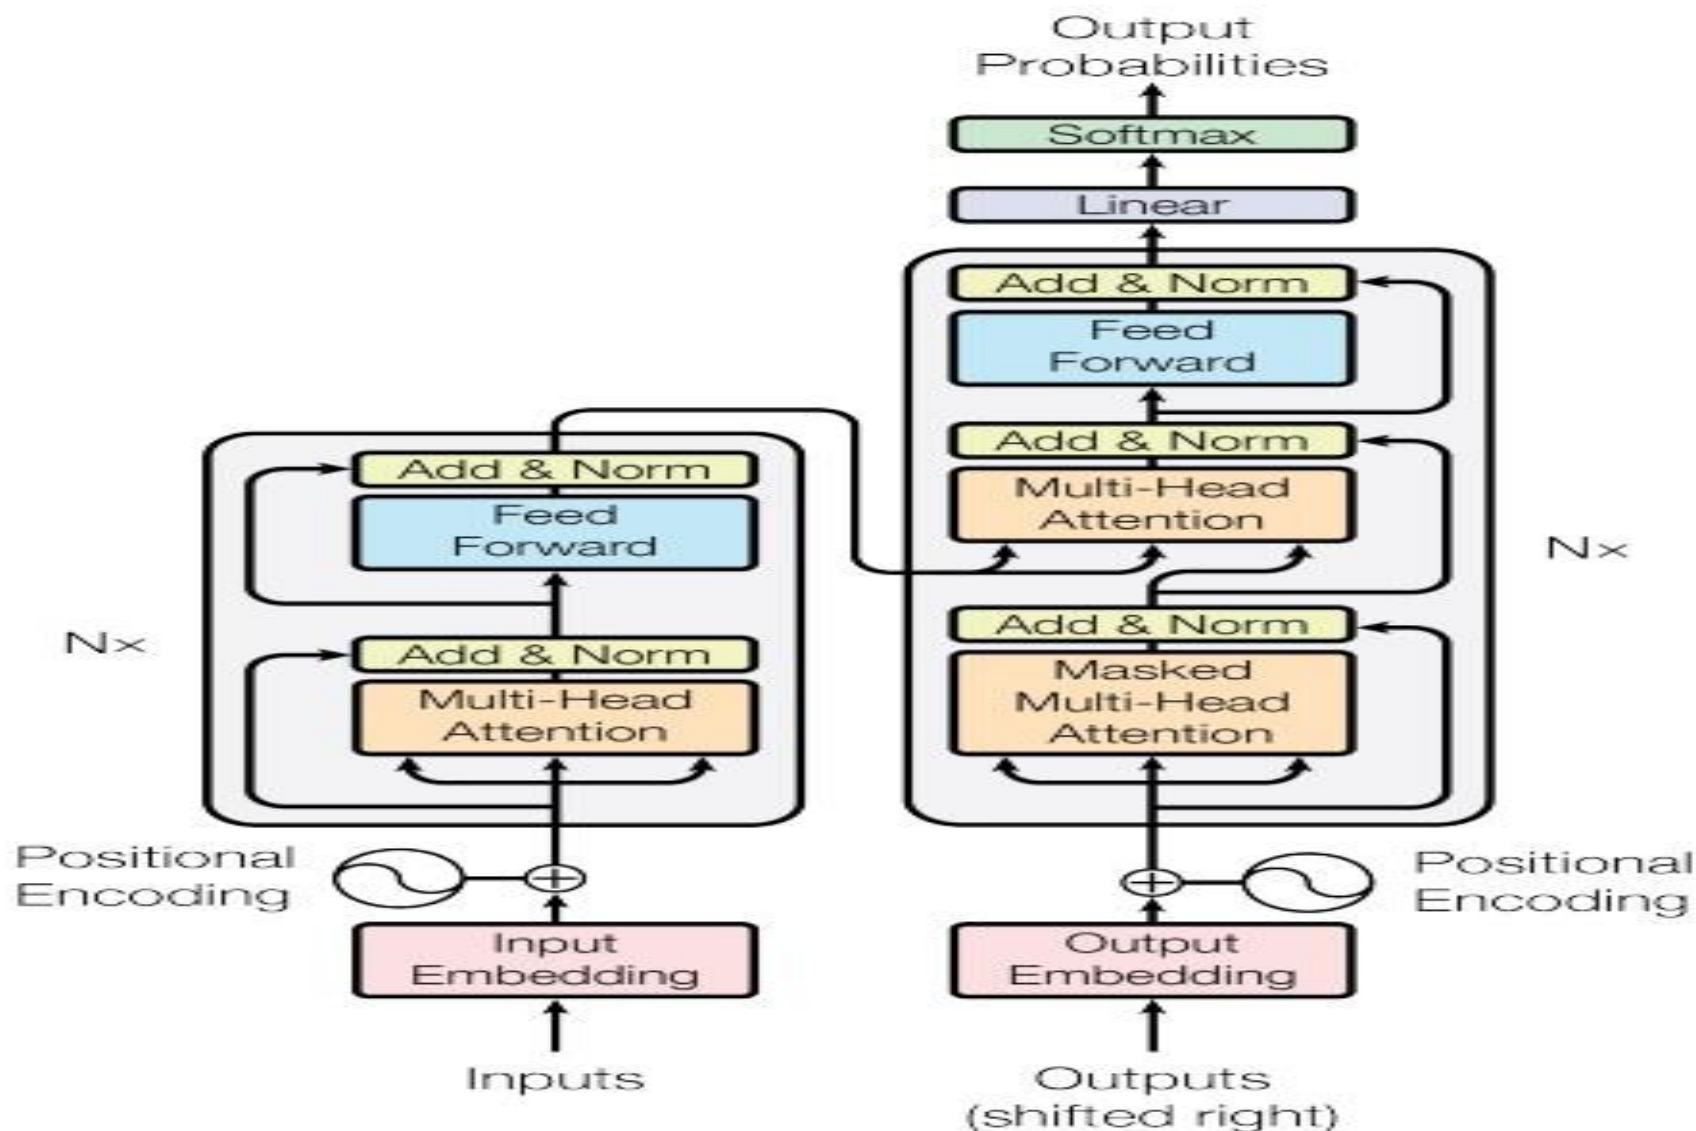 Output
Probabilities
Softmax
Linear
Add & Norm
Feed
Forward
Add & Norm
Multi-Head
Attention
Nx
Add & Norm
Masked
Multi-Head
Attention
Add & Norm
Feed
Forward
Nx
Add & Norm
Multi-Head
Attention
Positional
Encoding
Positional
Encoding
Input
Embedding
Output
Embedding
Inputs
Outputs
(shifted right)